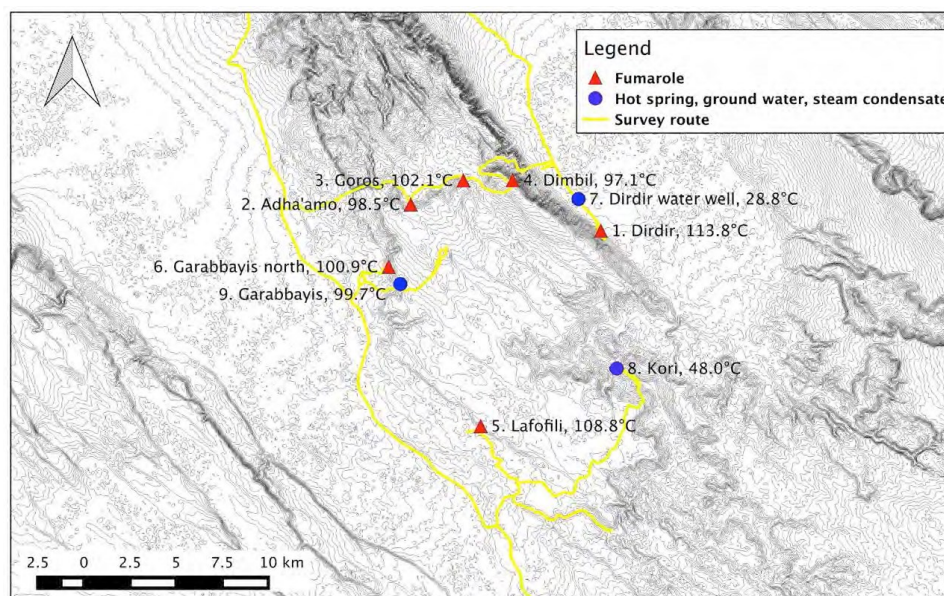 Legend
Fumarole
Hot spring, ground water, steam condensate
Survey route
3. Goros, 102.1°C
4. Dimbil, 97.1°C
2. Adha'amo, 98.5°C
7. Dirdir water well, 28.8°C
1. Dirdir, 113.8°C
6. Garabbayis north, 100.9°C
9. Garabbayis, 99.7°C
8. Kori, 48.0°C
5. Lafofili, 108.8°C
2.5 0 2.5 5 7.5 10 km